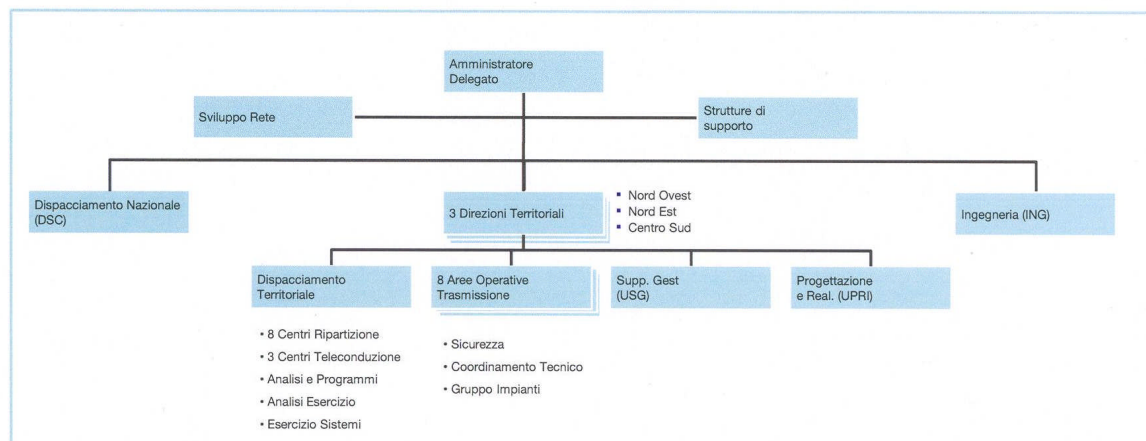 Amministratore
Delegato
Sviluppo Rete
Strutture di
supporto
Dispacciamento Nazionale
(DSC)
3 Direzioni Territoriali
▪ Nord Ovest
▪ Nord Est
▪ Centro Sud
Ingegneria (ING)
Dispacciamento
Territoriale
8 Aree Operative
Trasmissione
Supp. Gest
(USG)
Progettazione
e Real. (UPRI)
• 8 Centri Ripartizione
• 3 Centri Teleconduzione
• Analisi e Programmi
• Analisi Esercizio
• Esercizio Sistemi
• Sicurezza
• Coordinamento Tecnico
• Gruppo Impianti